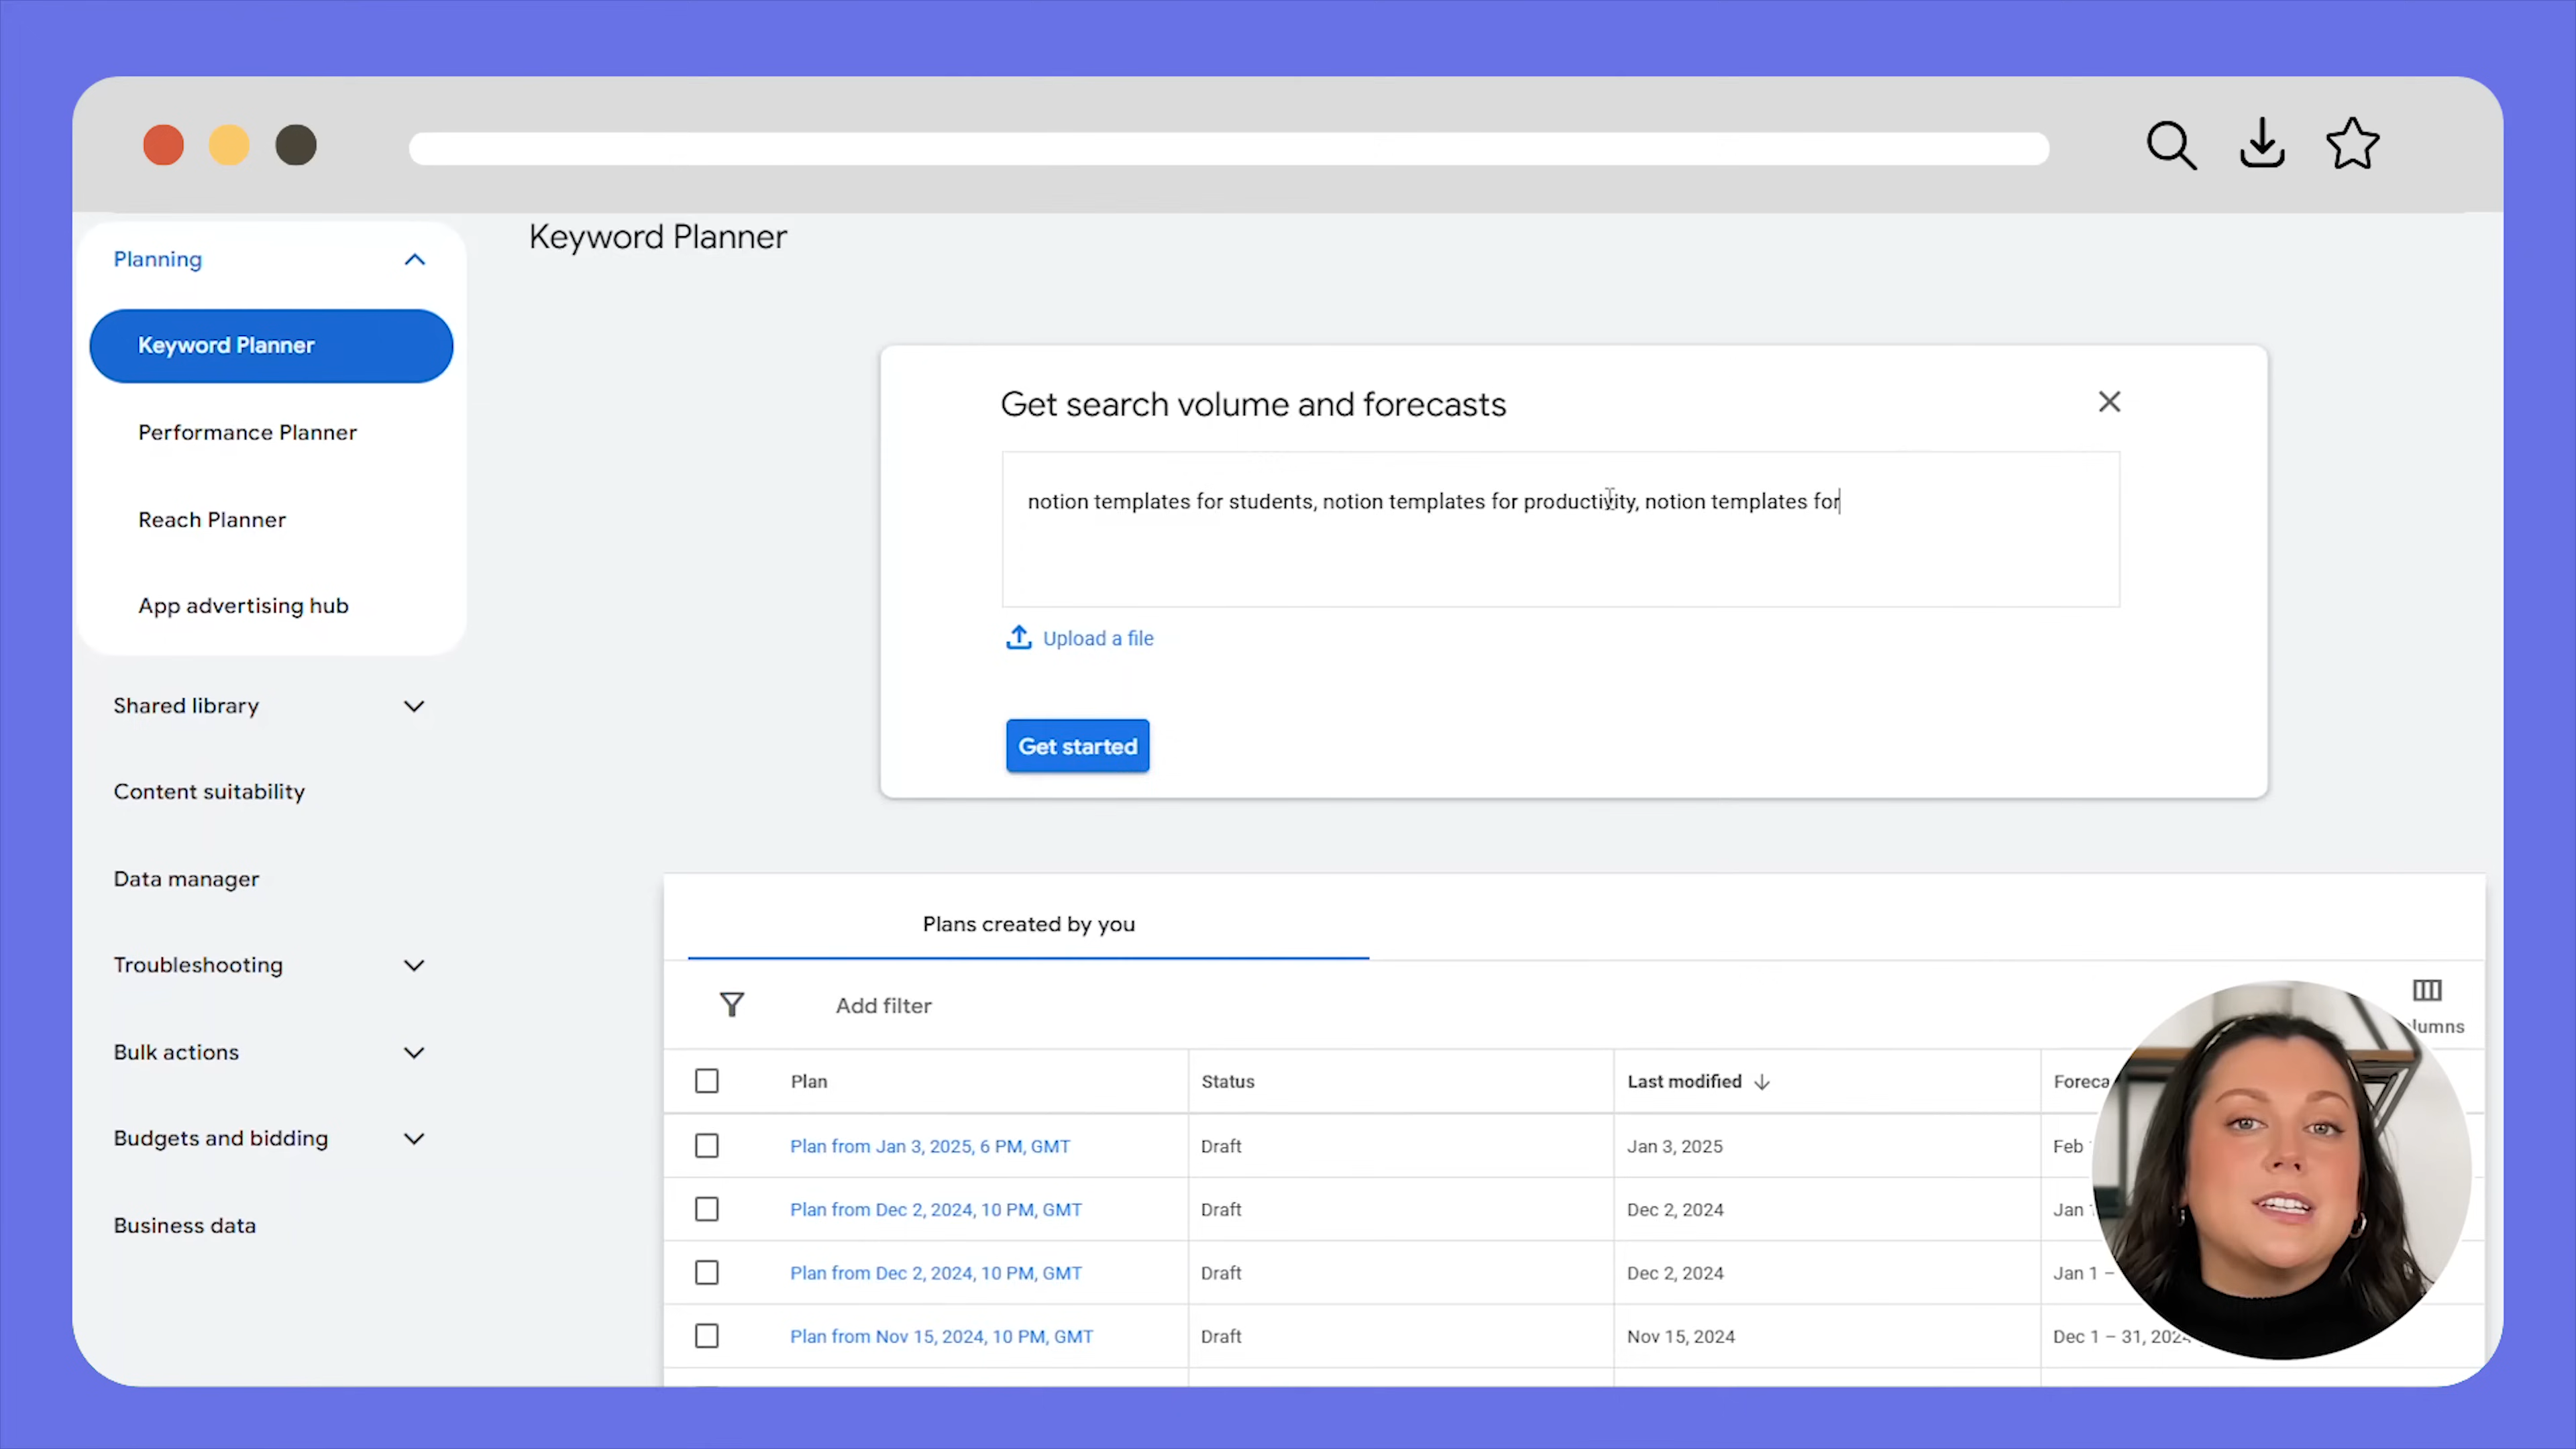 Planning
Keyword Planner
Performance Planner
Reach Planner
App advertising hub
Shared library
Content suitability
Data manager
Troubleshooting
Bulk actions
Budgets and bidding
Business data
Keyword Planner
Get search volume and forecasts
notion templates for students, notion templates for productivity, notion templates for
Upload a file
Get started
Plans created by you
Add filter
Plan Status Last modified
Plan from Jan 3, 2025, 6 PM, GMT Draft Jan 3, 2025 Feb
Plan from Dec 2, 2024, 10 PM, GMT Draft Dec 2, 2024 Jan
Plan from Dec 2, 2024, 10 PM, GMT Draft Dec 2, 2024 Jan 1 –
Plan from Nov 15, 2024, 10 PM, GMT Draft Nov 15, 2024 Dec 1 – 31, 202